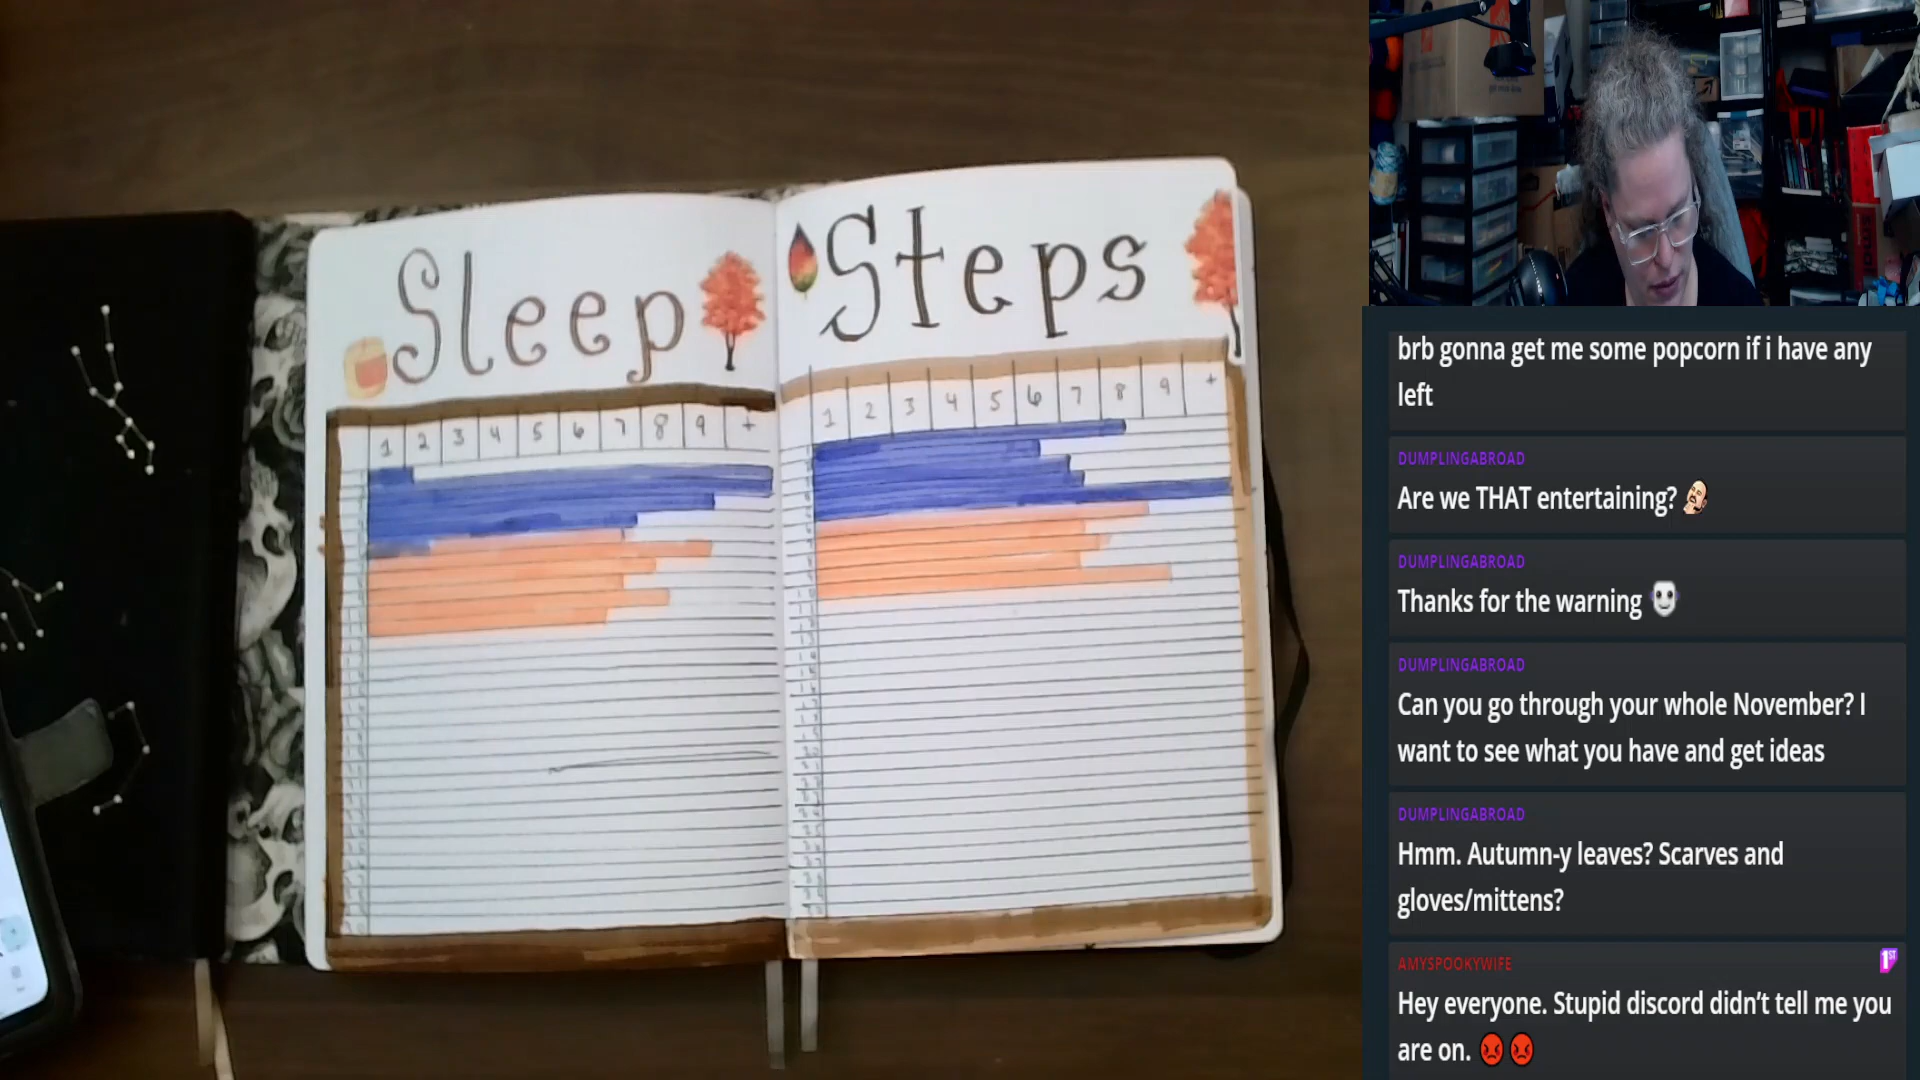 Sleep
1 2 3 4 5 6 7 8 9 +
Steps
1 2 3 4 5 6 7 8 9 +
brb gonna get me some popcorn if i have any
left
DUMPLINGABROAD
Are we THAT entertaining?
DUMPLINGABROAD
Thanks for the warning
DUMPLINGABROAD
Can you go through your whole November? I
want to see what you have and get ideas
DUMPLINGABROAD
Hmm. Autumn-y leaves? Scarves and
gloves/mittens?
AMYSPOOKYWIFE
1ST
Hey everyone. Stupid discord didn't tell me you
are on.